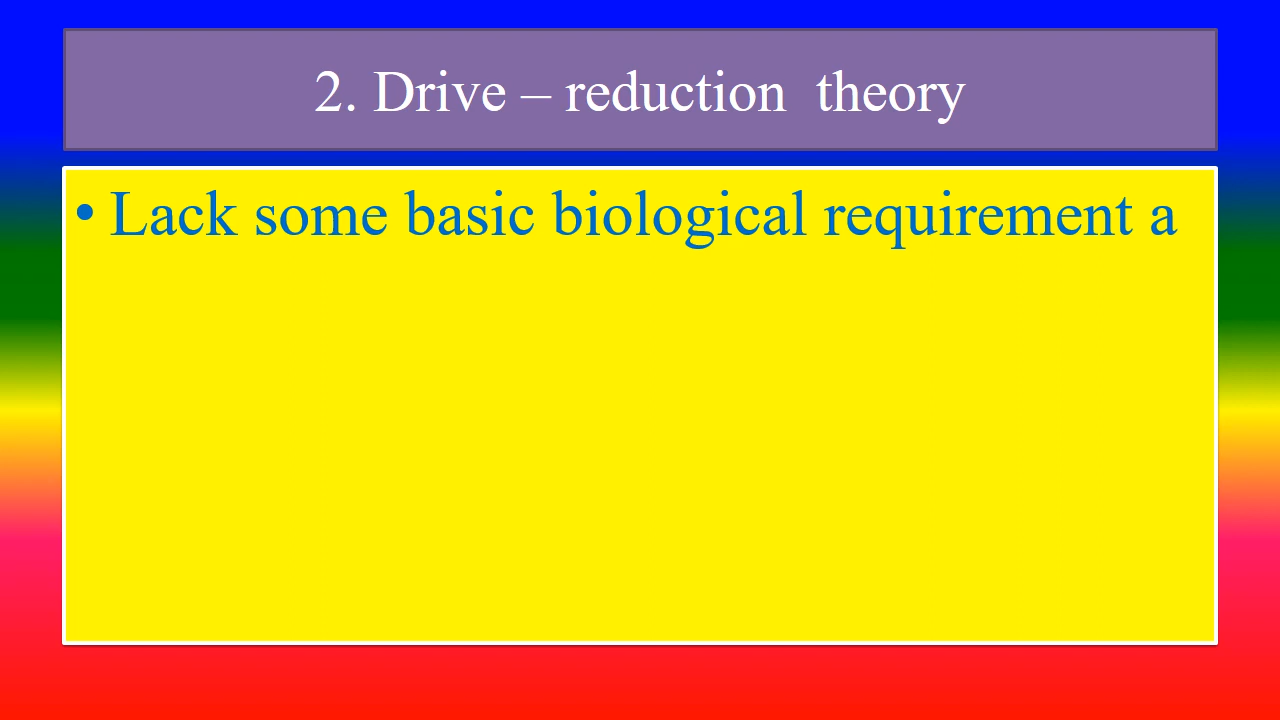 2. Drive – reduction  theory
• Lack some basic biological requirement a